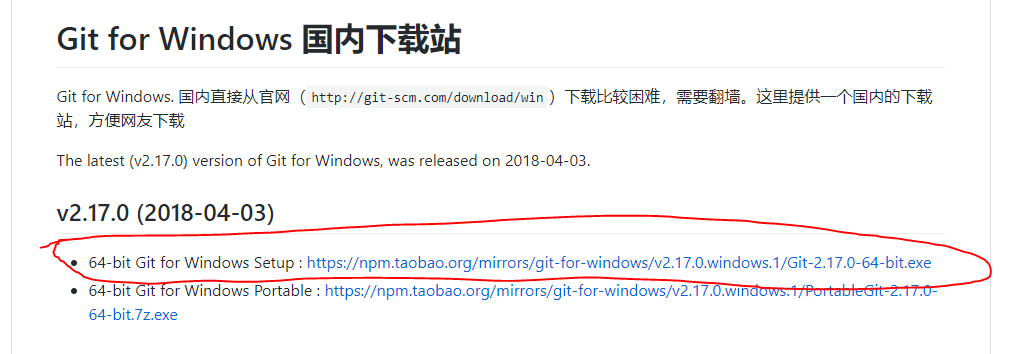 Git for Windows 国内下载站
Git for Windows. 国内直接从官网（ http://git-scm.com/download/win ）下载比较困难，需要翻墙。这里提供一个国内的下载
站，方便网友下载
The latest (v2.17.0) version of Git for Windows, was released on 2018-04-03.
v2.17.0 (2018-04-03)
64-bit Git for Windows Setup : https://npm.taobao.org/mirrors/git-for-windows/v2.17.0.windows.1/Git-2.17.0-64-bit.exe
64-bit Git for Windows Portable : https://npm.taobao.org/mirrors/git-for-windows/v2.17.0.windows.1/PortableGit-2.17.0-
64-bit.7z.exe